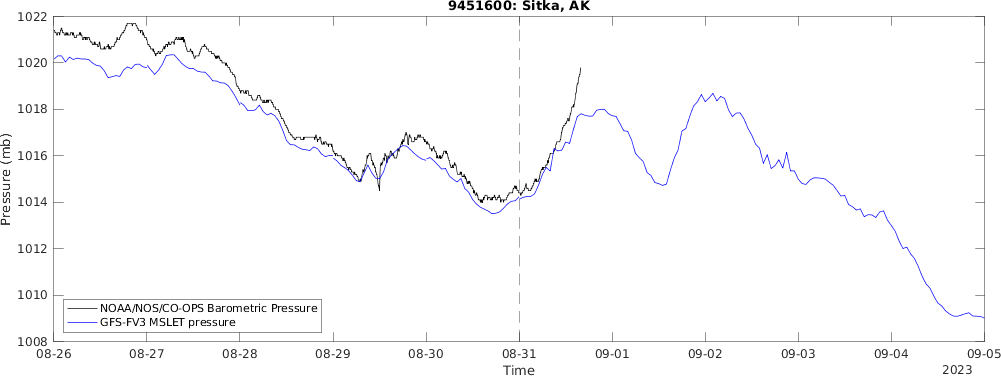 9451600: Sitka, AK
1022
1020
1018
1016
1014
1012
1010
1008
Pressure (mb)
NOAA/NOS/CO-OPS Barometric Pressure
GFS-FV3 MSLET pressure
08-26 08-27 08-28 08-29 08-30 08-31 09-01 09-02 09-03 09-04 09-05
Time
2023